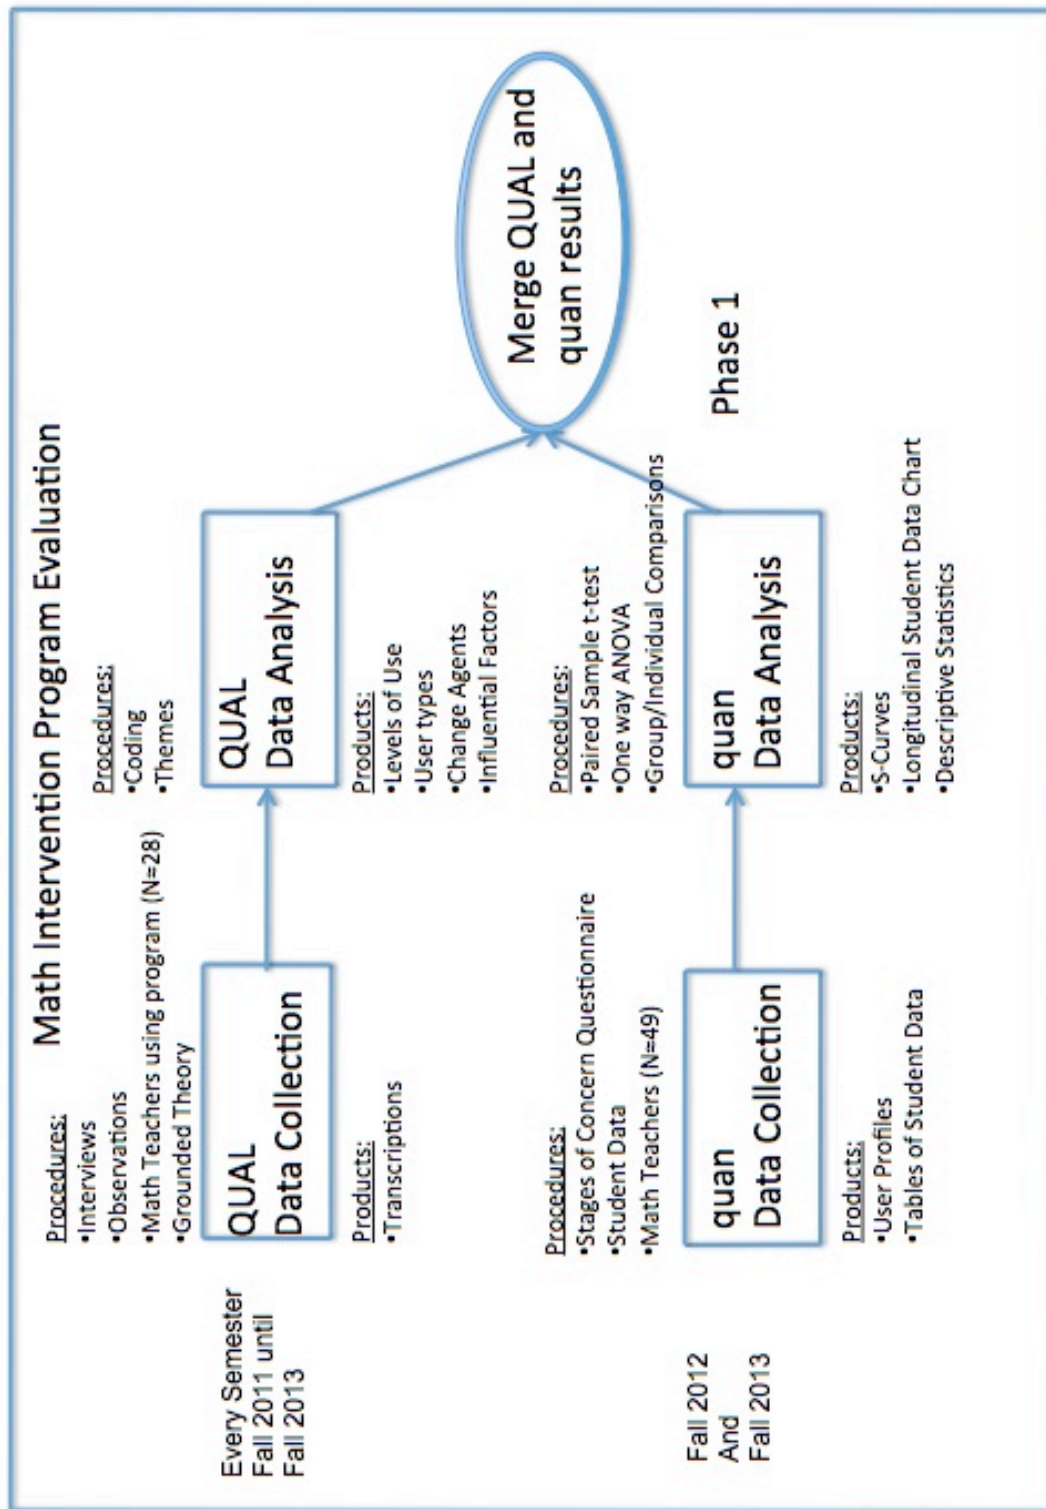 Math Intervention Program Evaluation
Every Semester
Fall 2011 until
Fall 2013
Procedures:
•Interviews
•Observations
•Math Teachers using program (N=28)
•Grounded Theory
QUAL
Data Collection
Products:
•Transcriptions
Procedures:
•Coding
•Themes
QUAL
Data Analysis
Products:
•Levels of Use
•User types
•Change Agents
•Influential Factors
Fall 2012
And
Fall 2013
Procedures:
•Stages of Concern Questionnaire
•Student Data
•Math Teachers (N=49)
quan
Data Collection
Products:
•User Profiles
•Tables of Student Data
Procedures:
•Paired Sample t-test
•One way ANOVA
•Group/Individual Comparisons
quan
Data Analysis
Products:
•S-Curves
•Longitudinal Student Data Chart
•Descriptive Statistics
Merge QUAL and
quan results
Phase 1